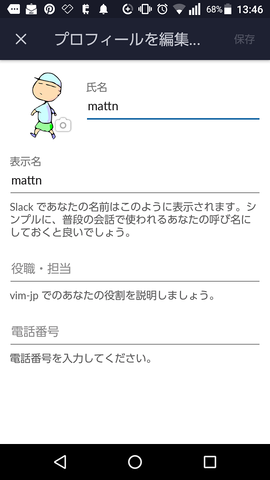 68% 13:46
プロフィールを編集...
保存
氏名
mattn
表示名
mattn
Slack であなたの名前はこのように表示されます。シ
ンプルに、普段の会話で使われるあなたの呼び名に
しておくと良いでしょう。
役職・担当
vim-jp でのあなたの役割を説明しましょう。
電話番号
電話番号を入力してください。